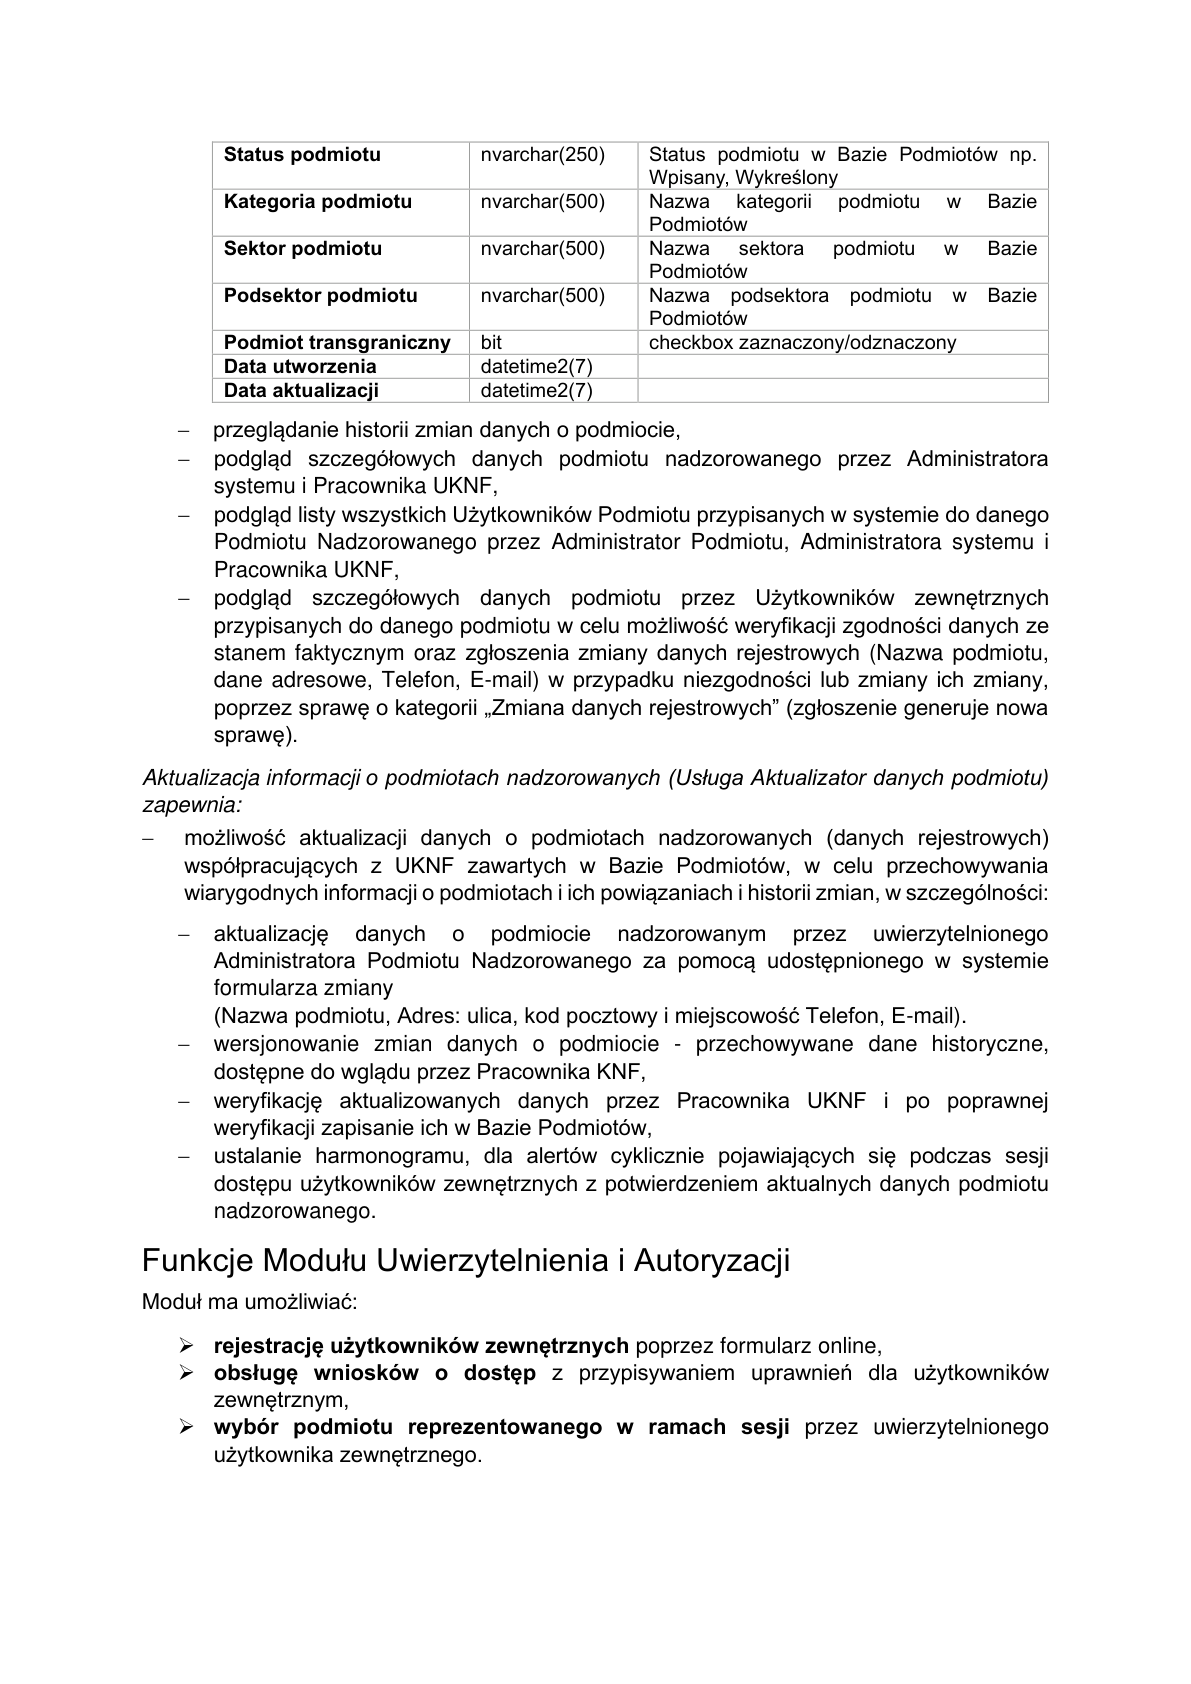 Status podmiotu nvarchar(250) Status podmiotu w Bazie Podmiotów np.
Wpisany, Wykreślony
Kategoria podmiotu nvarchar(500) Nazwa kategorii podmiotu w Bazie
Podmiotów
Sektor podmiotu nvarchar(500) Nazwa sektora podmiotu w Bazie
Podmiotów
Podsektor podmiotu nvarchar(500) Nazwa podsektora podmiotu w Bazie
Podmiotów
Podmiot transgraniczny bit checkbox zaznaczony/odznaczony
Data utworzenia datetime2(7)
Data aktualizacji datetime2(7)
– przeglądanie historii zmian danych o podmiocie,
– podgląd szczegółowych danych podmiotu nadzorowanego przez Administratora
systemu i Pracownika UKNF,
– podgląd listy wszystkich Użytkowników Podmiotu przypisanych w systemie do danego
Podmiotu Nadzorowanego przez Administrator Podmiotu, Administratora systemu i
Pracownika UKNF,
– podgląd szczegółowych danych podmiotu przez Użytkowników zewnętrznych
przypisanych do danego podmiotu w celu możliwość weryfikacji zgodności danych ze
stanem faktycznym oraz zgłoszenia zmiany danych rejestrowych (Nazwa podmiotu,
dane adresowe, Telefon, E-mail) w przypadku niezgodności lub zmiany ich zmiany,
poprzez sprawę o kategorii „Zmiana danych rejestrowych” (zgłoszenie generuje nowa
sprawę).
Aktualizacja informacji o podmiotach nadzorowanych (Usługa Aktualizator danych podmiotu)
zapewnia:
– możliwość aktualizacji danych o podmiotach nadzorowanych (danych rejestrowych)
współpracujących z UKNF zawartych w Bazie Podmiotów, w celu przechowywania
wiarygodnych informacji o podmiotach i ich powiązaniach i historii zmian, w szczególności:
– aktualizację danych o podmiocie nadzorowanym przez uwierzytelnionego
Administratora Podmiotu Nadzorowanego za pomocą udostępnionego w systemie
formularza zmiany
(Nazwa podmiotu, Adres: ulica, kod pocztowy i miejscowość Telefon, E-mail).
– wersjonowanie zmian danych o podmiocie - przechowywane dane historyczne,
dostępne do wglądu przez Pracownika KNF,
– weryfikację aktualizowanych danych przez Pracownika UKNF i po poprawnej
weryfikacji zapisanie ich w Bazie Podmiotów,
– ustalanie harmonogramu, dla alertów cyklicznie pojawiających się podczas sesji
dostępu użytkowników zewnętrznych z potwierdzeniem aktualnych danych podmiotu
nadzorowanego.
Funkcje Modułu Uwierzytelnienia i Autoryzacji
Moduł ma umożliwiać:
➢ rejestrację użytkowników zewnętrznych poprzez formularz online,
➢ obsługę wniosków o dostęp z przypisywaniem uprawnień dla użytkowników
zewnętrznym,
➢ wybór podmiotu reprezentowanego w ramach sesji przez uwierzytelnionego
użytkownika zewnętrznego.